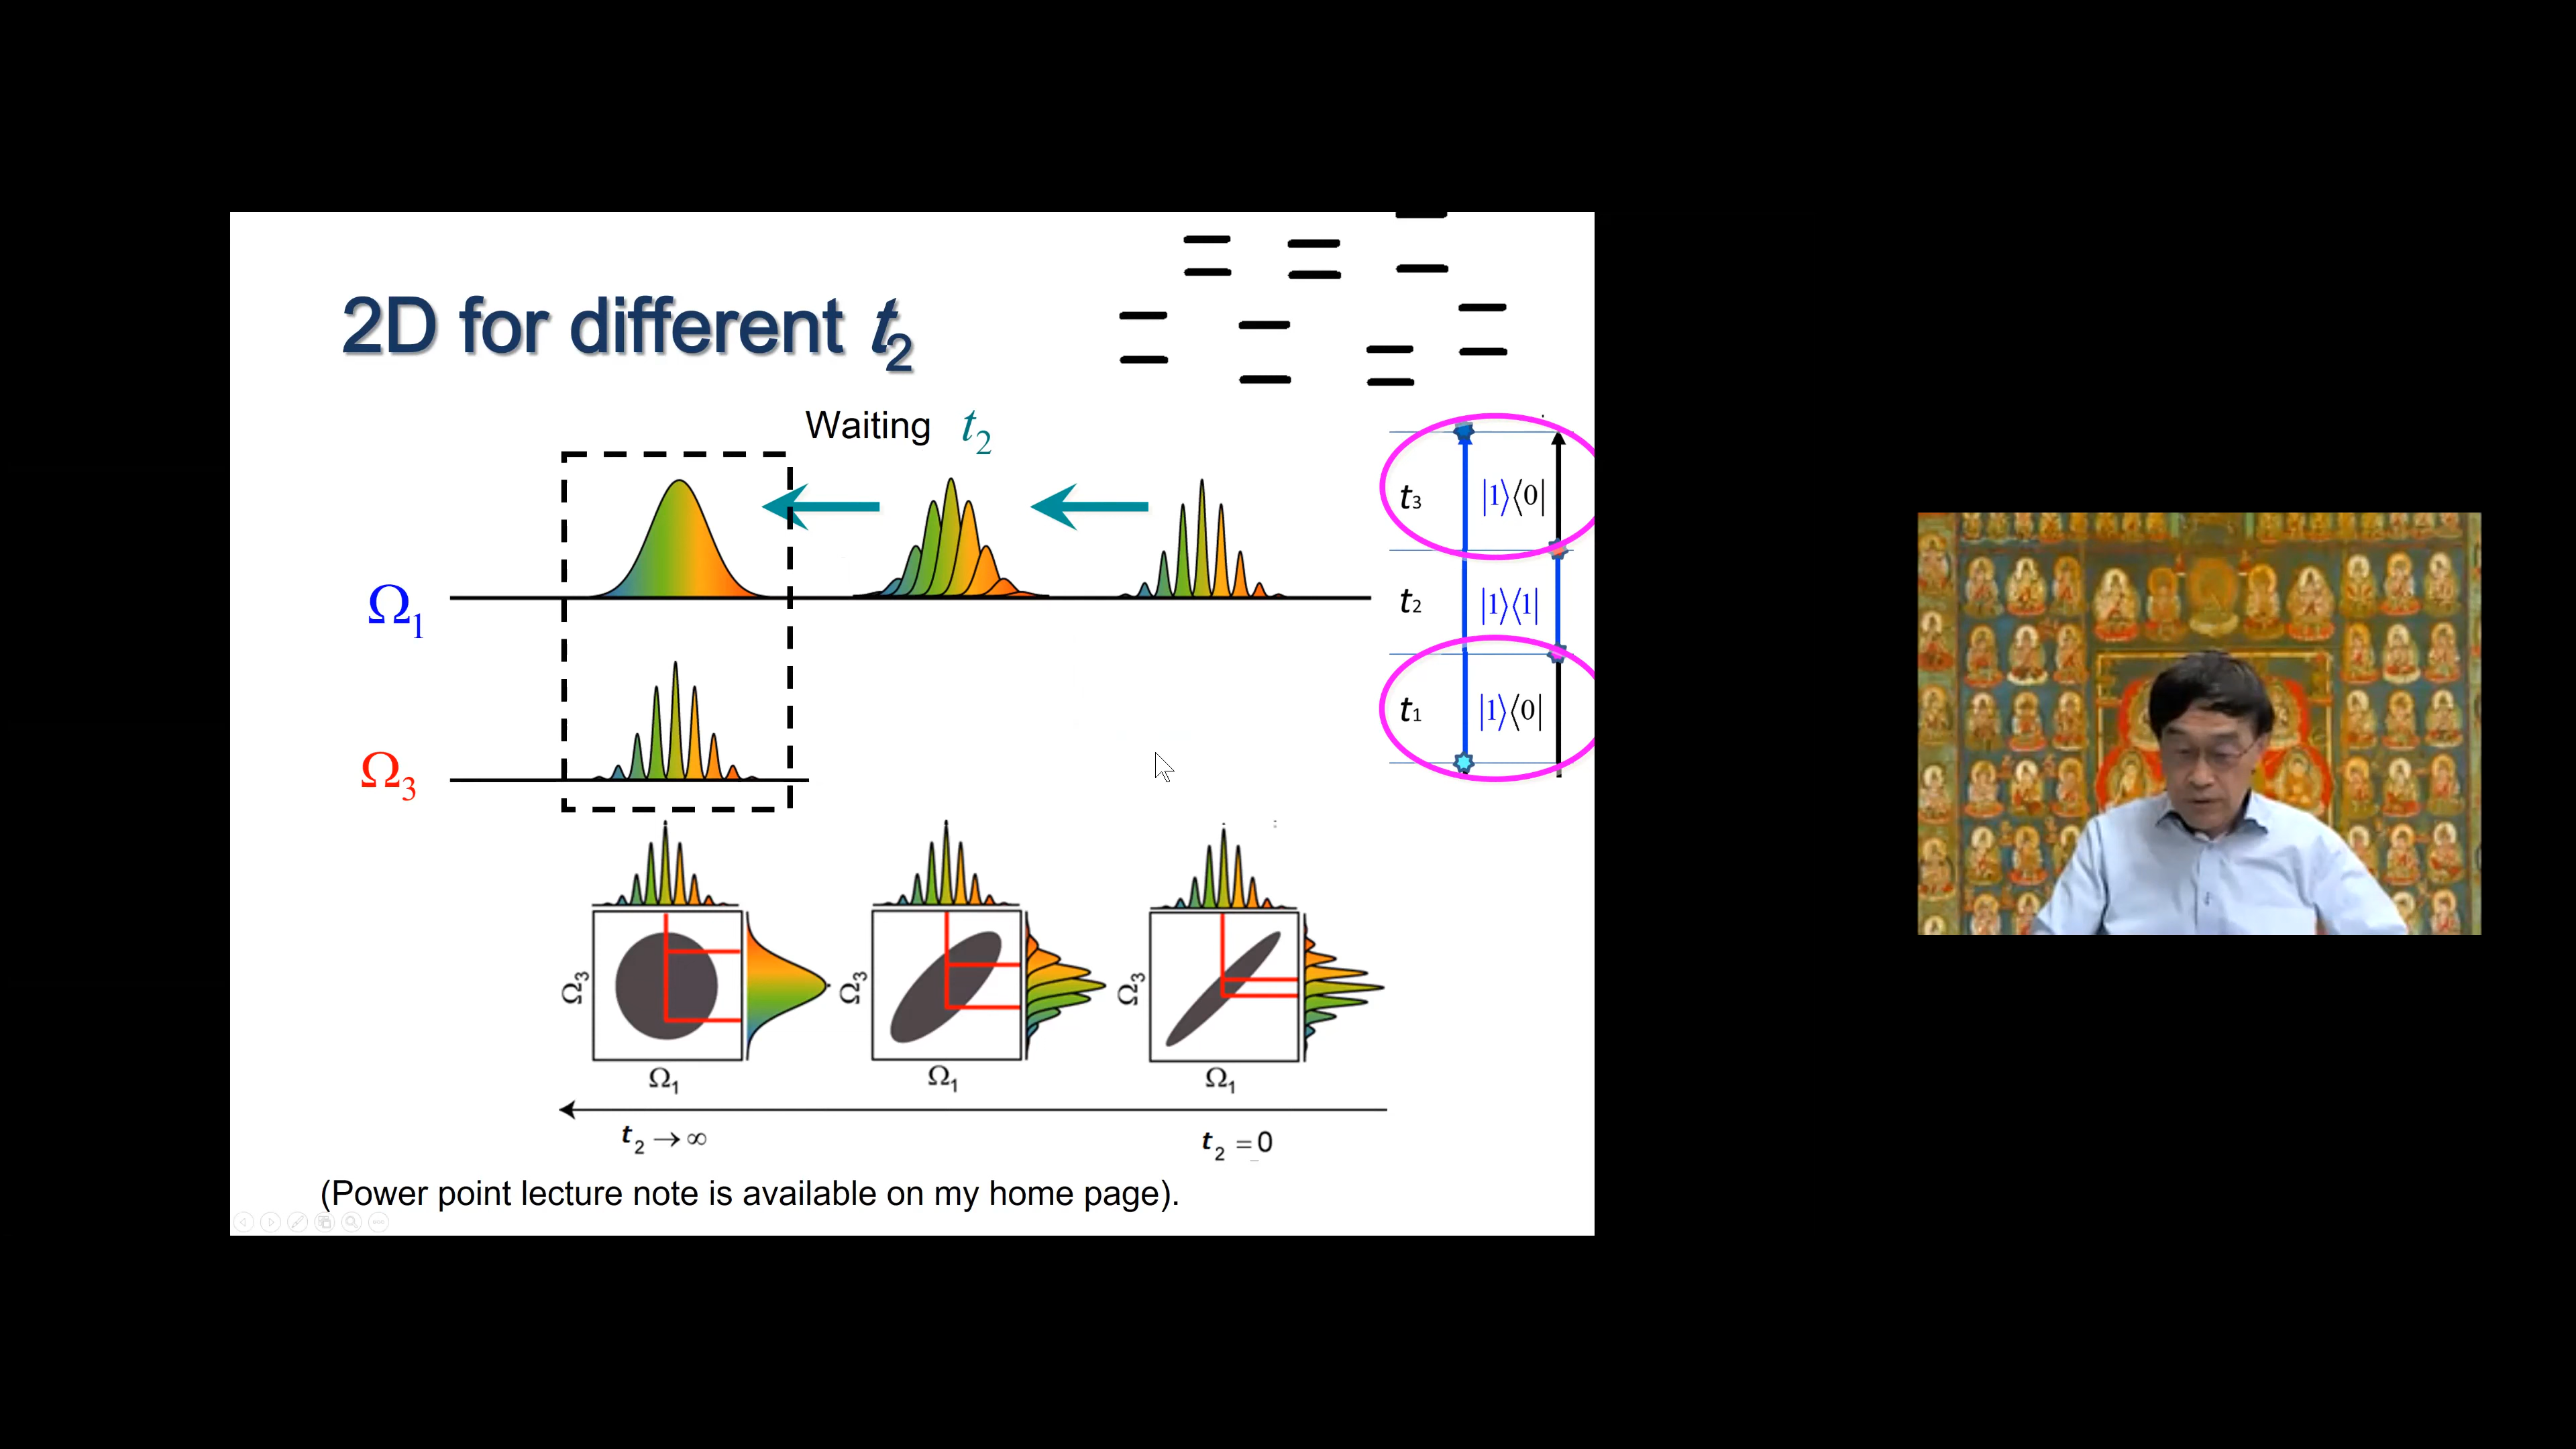 2D for different t₂
Waiting t₂
Ω₁
Ω₃
t₃ |1⟩⟨0|
t₂ |1⟩⟨1|
t₁ |1⟩⟨0|
Ω₃
Ω₁
Ω₃
Ω₁
Ω₃
Ω₁
t₂ → ∞
t₂ = 0
(Power point lecture note is available on my home page).